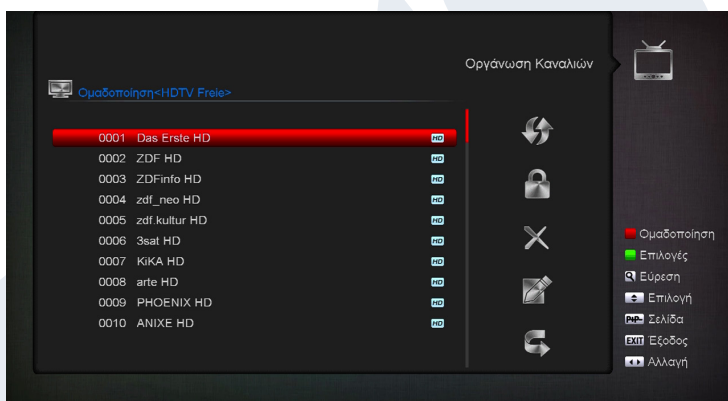 Οργάνωση Καναλιών
Ομαδοποίηση<HDTV Freie>
0001 Das Erste HD HD
0002 ZDF HD HD
0003 ZDFinfo HD HD
0004 zdf_neo HD HD
0005 zdf.kultur HD HD
0006 3sat HD HD
0007 KiKA HD HD
0008 arte HD HD
0009 PHOENIX HD HD
0010 ANIXE HD HD
Ομαδοποίηση
Επιλογές
Εύρεση
Επιλογή
P+P- Σελίδα
EXIT Έξοδος
Αλλαγή